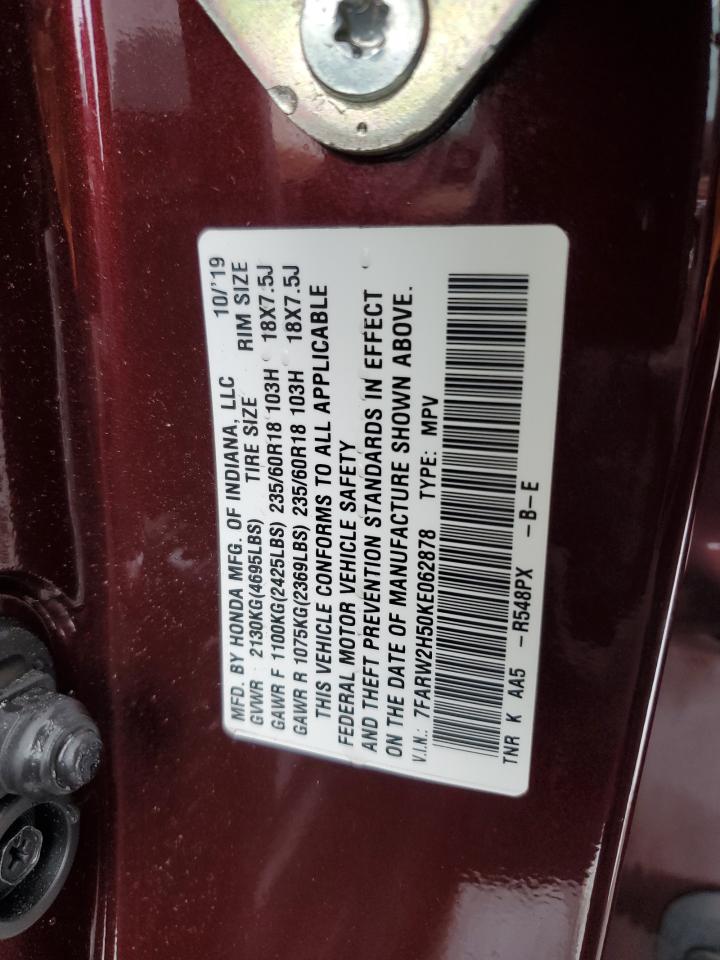 MFD. BY HONDA MFG. OF INDIANA, LLC 10/'19
GVWR 2130KG(4695LBS) TIRE SIZE RIM SIZE
GAWR F 1100KG(2425LBS) 235/60R18 103H 18X7.5J
GAWR R 1075KG(2369LBS) 235/60R18 103H 18X7.5J
THIS VEHICLE CONFORMS TO ALL APPLICABLE
FEDERAL MOTOR VEHICLE SAFETY
AND THEFT PREVENTION STANDARDS IN EFFECT
ON THE DATE OF MANUFACTURE SHOWN ABOVE.
V.I.N.: 7FARW2H50KE062878 TYPE: MPV
TNR K AA5 -R548PX -B-E